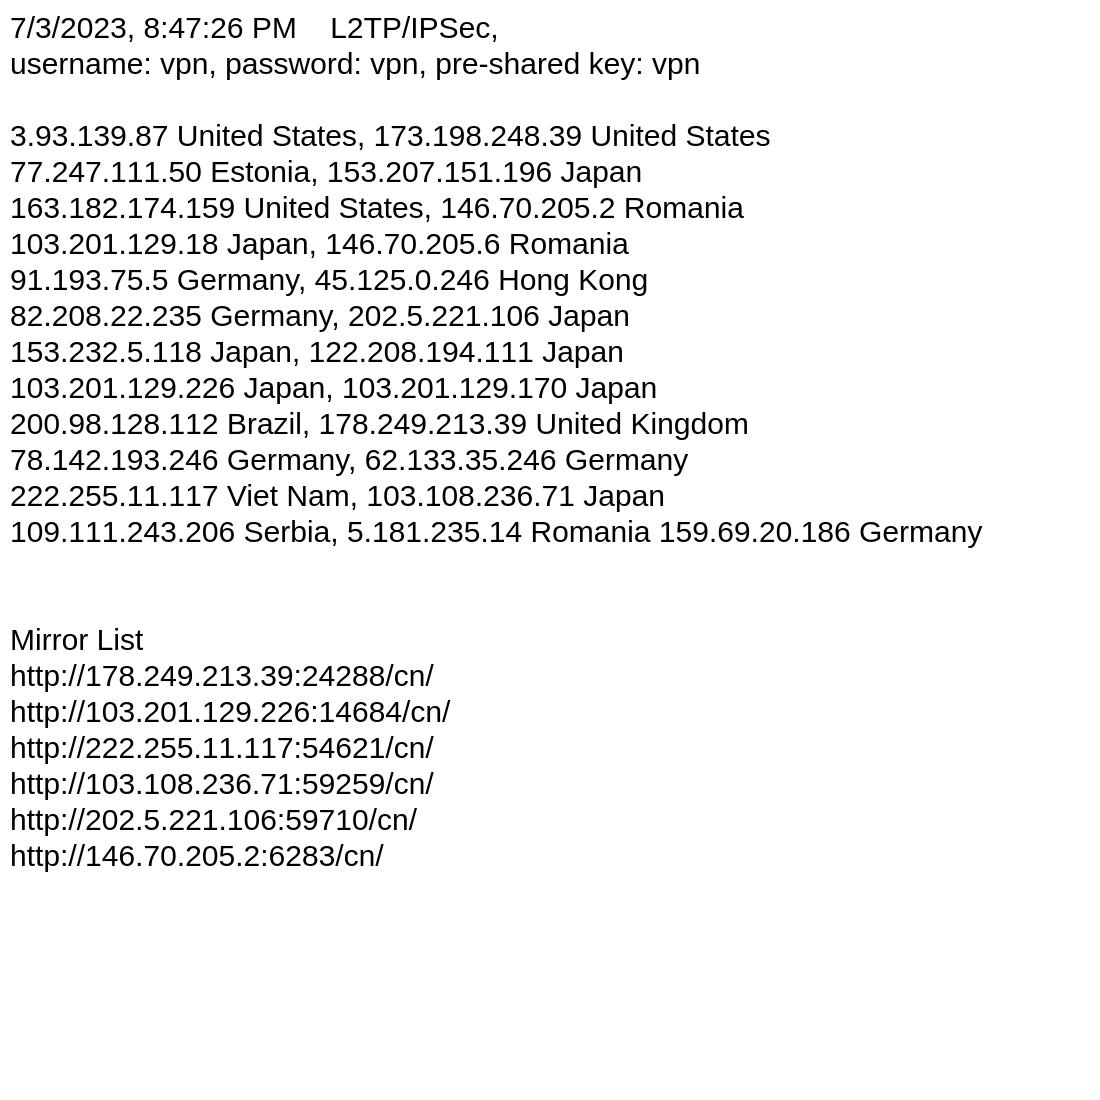 7/3/2023, 8:47:26 PM    L2TP/IPSec,
username: vpn, password: vpn, pre-shared key: vpn
3.93.139.87 United States, 173.198.248.39 United States
77.247.111.50 Estonia, 153.207.151.196 Japan
163.182.174.159 United States, 146.70.205.2 Romania
103.201.129.18 Japan, 146.70.205.6 Romania
91.193.75.5 Germany, 45.125.0.246 Hong Kong
82.208.22.235 Germany, 202.5.221.106 Japan
153.232.5.118 Japan, 122.208.194.111 Japan
103.201.129.226 Japan, 103.201.129.170 Japan
200.98.128.112 Brazil, 178.249.213.39 United Kingdom
78.142.193.246 Germany, 62.133.35.246 Germany
222.255.11.117 Viet Nam, 103.108.236.71 Japan
109.111.243.206 Serbia, 5.181.235.14 Romania 159.69.20.186 Germany
Mirror List
http://178.249.213.39:24288/cn/
http://103.201.129.226:14684/cn/
http://222.255.11.117:54621/cn/
http://103.108.236.71:59259/cn/
http://202.5.221.106:59710/cn/
http://146.70.205.2:6283/cn/